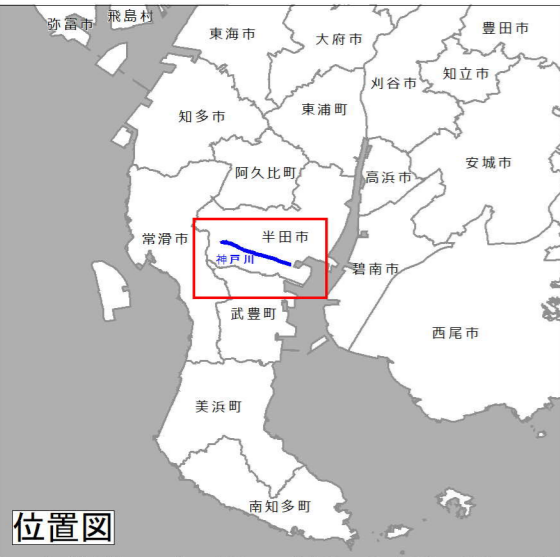 弥富市
飛島村
東海市
大府市
豊田市
刈谷市
知立市
知多市
東浦町
安城市
阿久比町
高浜市
常滑市
半田市
神戸川
碧南市
武豊町
西尾市
美浜町
南知多町
位置図